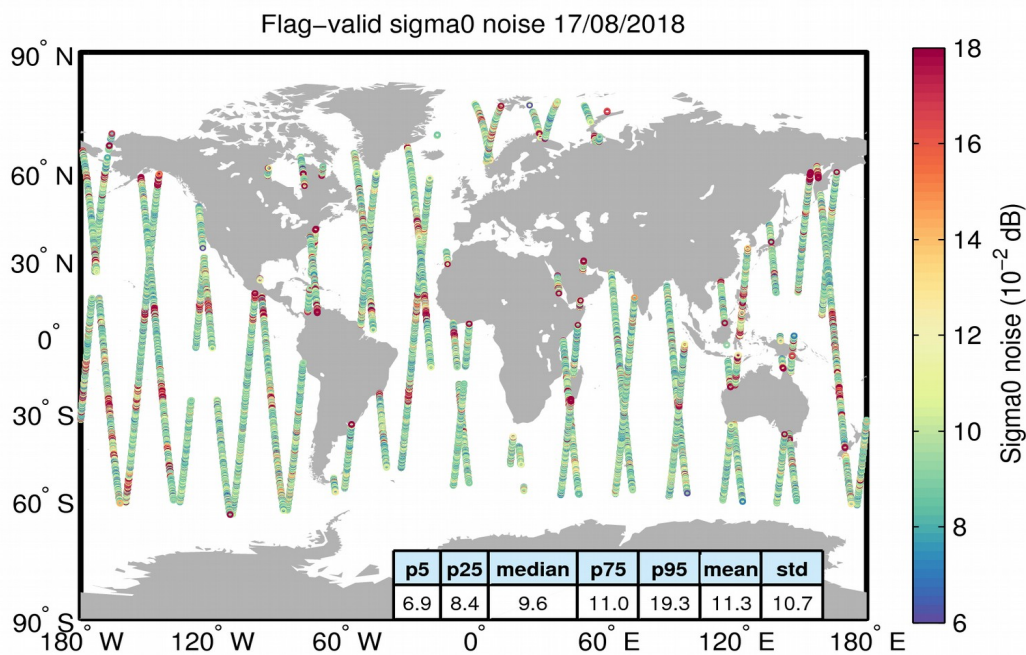 Flag−valid sigma0 noise 17/08/2018
90° N
60° N
30° N
0°
30° S
60° S
90° S
180° W 120° W 60° W 0° 60° E 120° E 180° E
p5 p25 median p75 p95 mean std
6.9 8.4 9.6 11.0 19.3 11.3 10.7
18
16
14
12
10
8
6
Sigma0 noise (10⁻² dB)